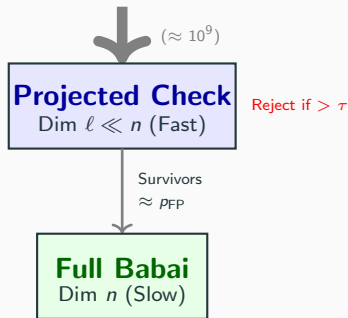 (≈ 10⁹)
Projected Check
Dim ℓ ≪ n (Fast)
Reject if > τ
Survivors
≈ p_FP
Full Babai
Dim n (Slow)